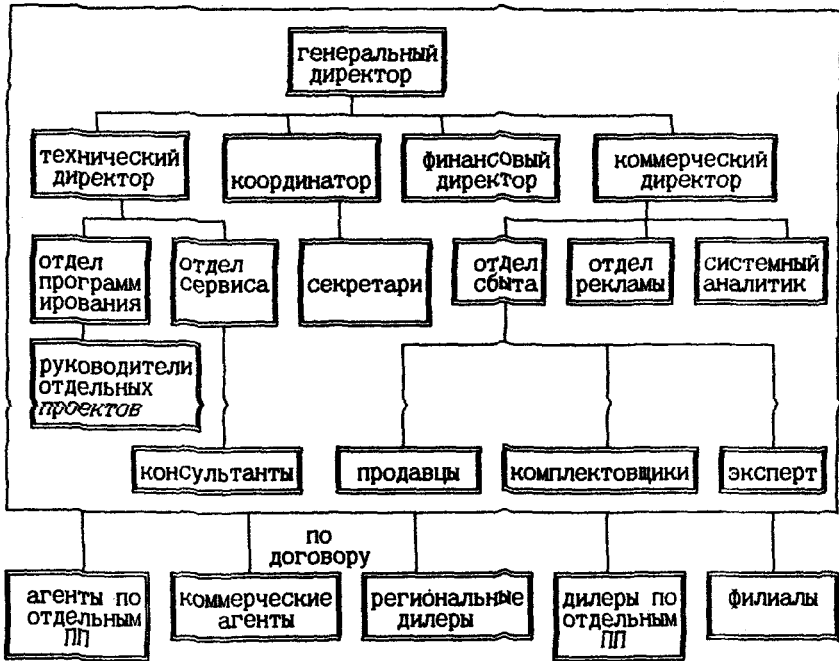 генеральный
директор
технический
директор
координатор
финансовый
директор
коммерческий
директор
отдел
программ
ирования
отдел
сервиса
секретари
отдел
сбыта
отдел
рекламы
системный
аналитик
руководители
отдельных
проектов
консультанты
продавцы
комплектовщики
эксперт
по
договору
агенты по
отдельным
ПП
коммерческие
агенты
региональные
дилеры
дилеры по
отдельным
ПП
филиалы